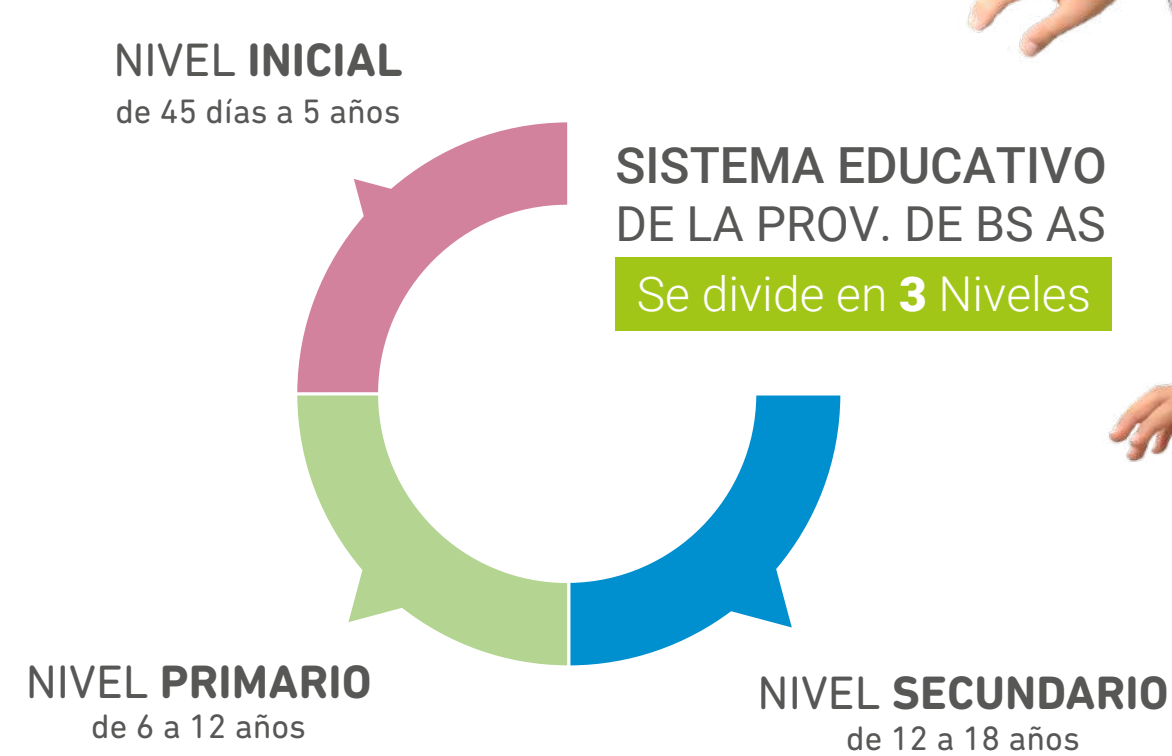 NIVEL INICIAL
de 45 días a 5 años
SISTEMA EDUCATIVO
DE LA PROV. DE BS AS
Se divide en 3 Niveles
NIVEL PRIMARIO
de 6 a 12 años
NIVEL SECUNDARIO
de 12 a 18 años